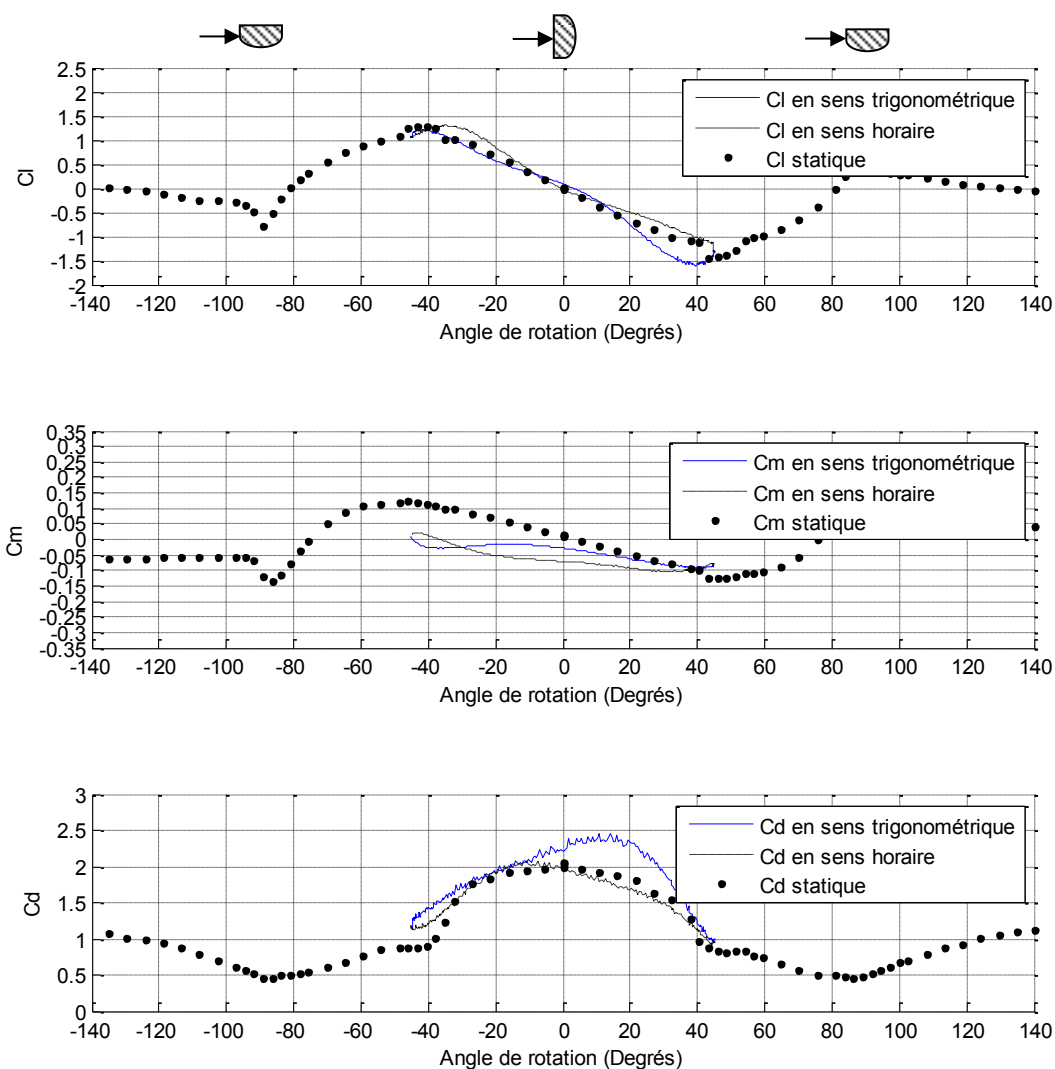 2.5
2
1.5
1
0.5
0
-0.5
-1
-1.5
-2
Cl
-140 -120 -100 -80 -60 -40 -20 0 20 40 60 80 100 120 140
Angle de rotation (Degrés)
Cl en sens trigonométrique
Cl en sens horaire
Cl statique
0.35
0.3
0.25
0.2
0.15
0.1
0.05
0
-0.05
-0.1
-0.15
-0.2
-0.25
-0.3
-0.35
Cm
-140 -120 -100 -80 -60 -40 -20 0 20 40 60 80 100 120 140
Angle de rotation (Degrés)
Cm en sens trigonométrique
Cm en sens horaire
Cm statique
3
2.5
2
1.5
1
0.5
0
Cd
-140 -120 -100 -80 -60 -40 -20 0 20 40 60 80 100 120 140
Angle de rotation (Degrés)
Cd en sens trigonométrique
Cd en sens horaire
Cd statique